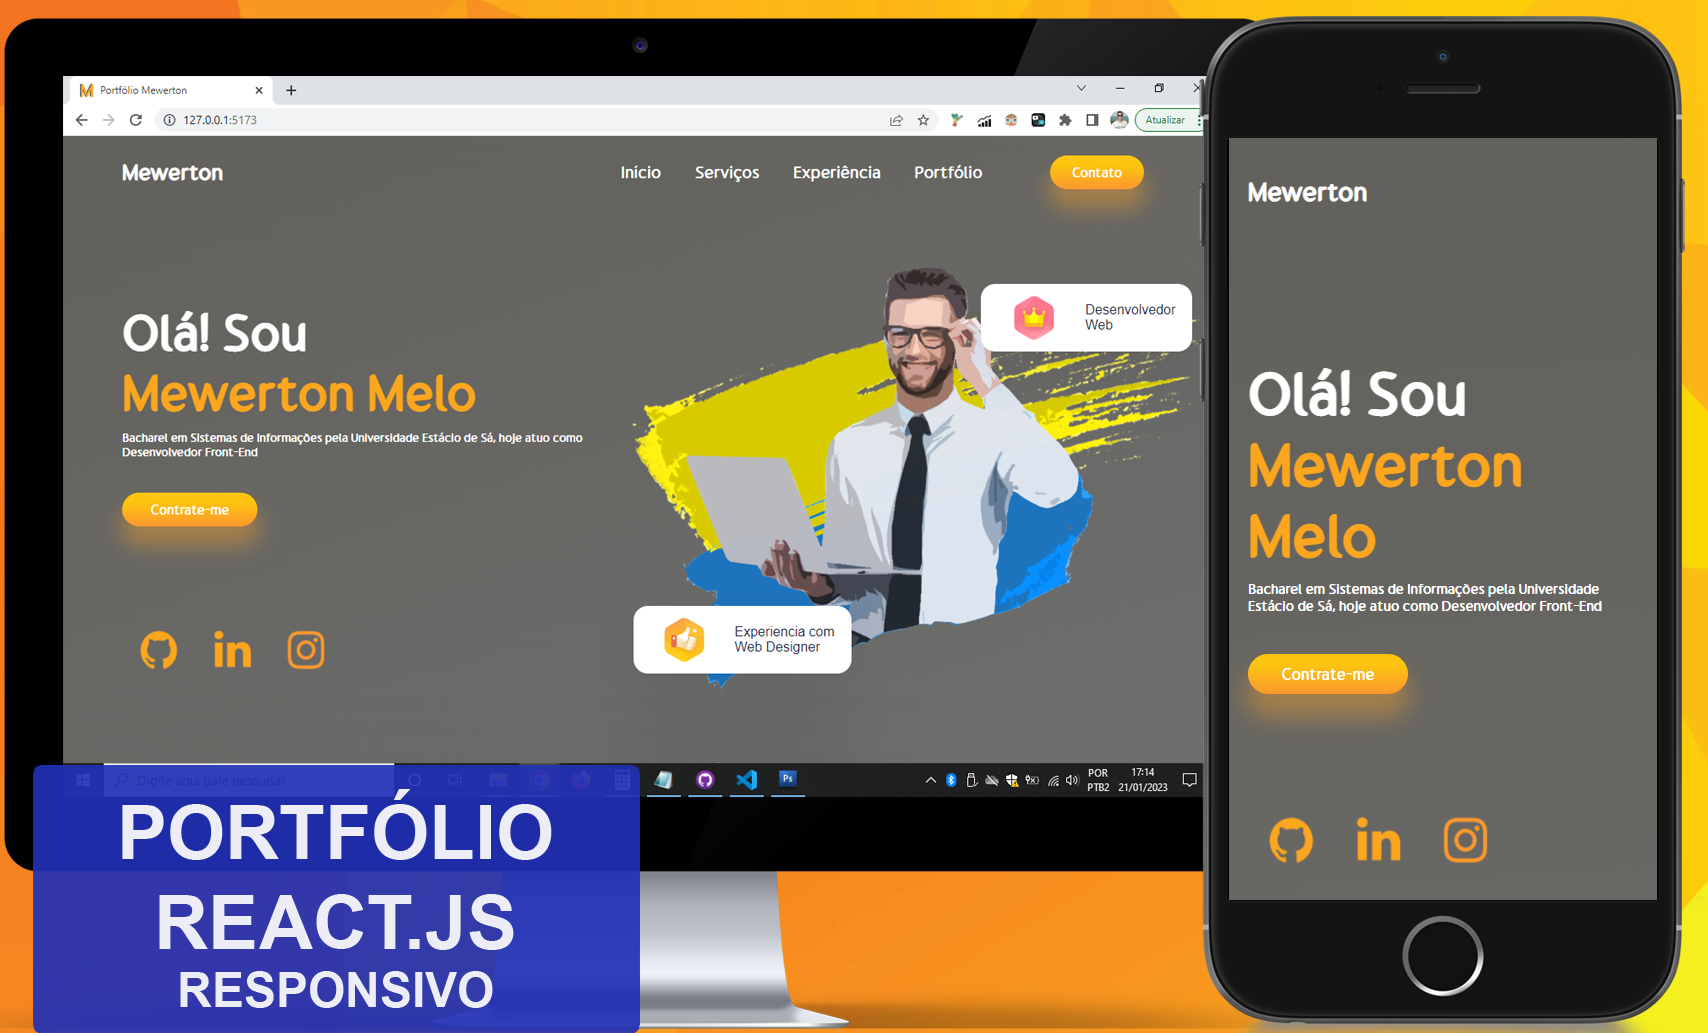 Portfólio Mewerton
127.0.0.1:5173
Atualizar
Mewerton
Início
Serviços
Experiência
Portfólio
Contato
Olá! Sou
Mewerton Melo
Bacharel em Sistemas de Informações pela Universidade Estácio de Sá, hoje atuo como
Desenvolvedor Front-End
Contrate-me
Desenvolvedor
Web
Experiencia com
Web Designer
Digite aqui para pesquisar
Ps
POR
PTB2
17:14
21/01/2023
PORTFÓLIO
REACT.JS
RESPONSIVO
Mewerton
Olá! Sou
Mewerton
Melo
Bacharel em Sistemas de Informações pela Universidade
Estácio de Sá, hoje atuo como Desenvolvedor Front-End
Contrate-me